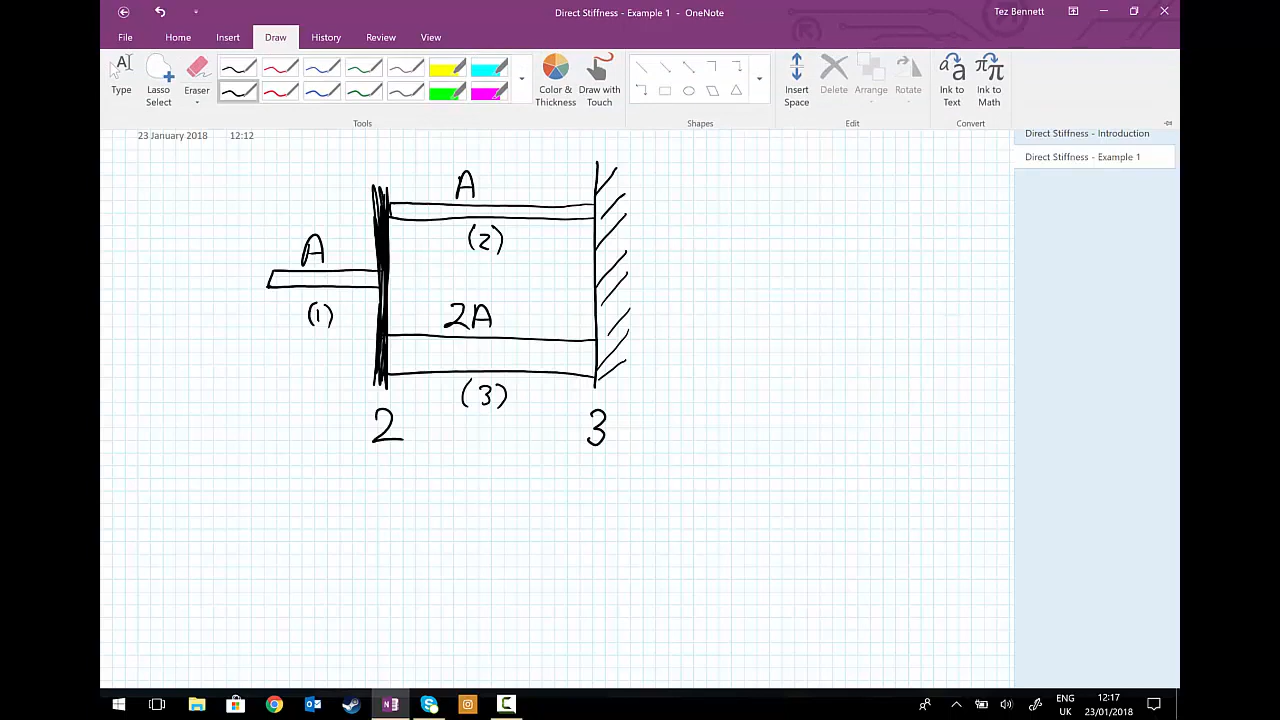 Direct Stiffness - Example 1 - OneNote
Tez Bennett
File Home Insert Draw History Review View
Type
Lasso Select
Eraser
Color & Thickness
Draw with Touch
Insert Space
Delete
Arrange
Rotate
Ink to Text
Ink to Math
Tools
Shapes
Edit
Convert
23 January 2018 12:12
Direct Stiffness - Introduction
Direct Stiffness - Example 1
A
(2)
A
(1)
2A
(3)
2 3
ENG
UK
12:17
23/01/2018